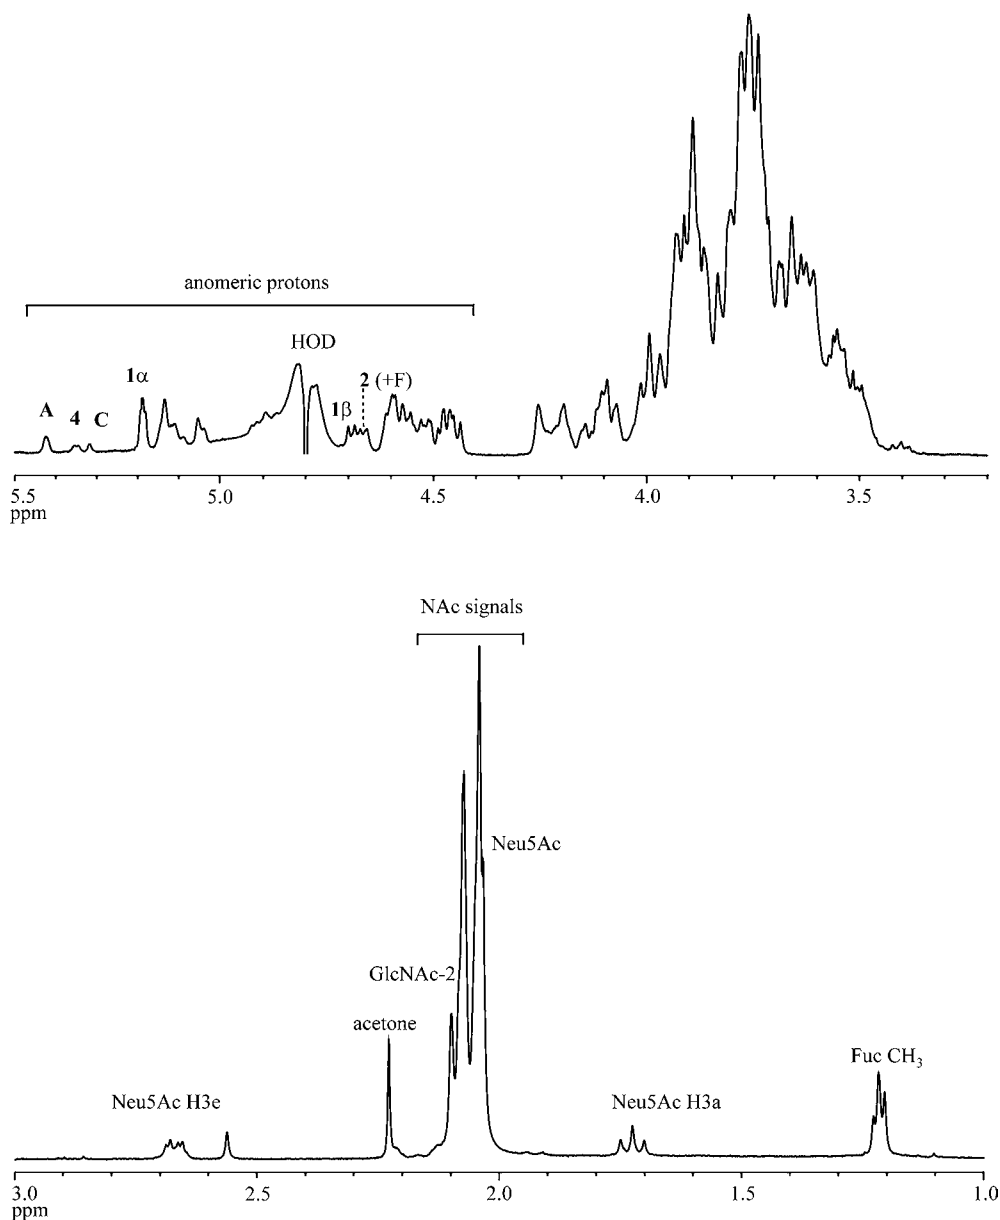 anomeric protons
HOD
1α
2 (+F)
A
4
C
1β
5.5
5.0
4.5
4.0
3.5
ppm
NAc signals
Neu5Ac
GlcNAc-2
acetone
Fuc CH₃
Neu5Ac H3e
Neu5Ac H3a
3.0
2.5
2.0
1.5
1.0
ppm